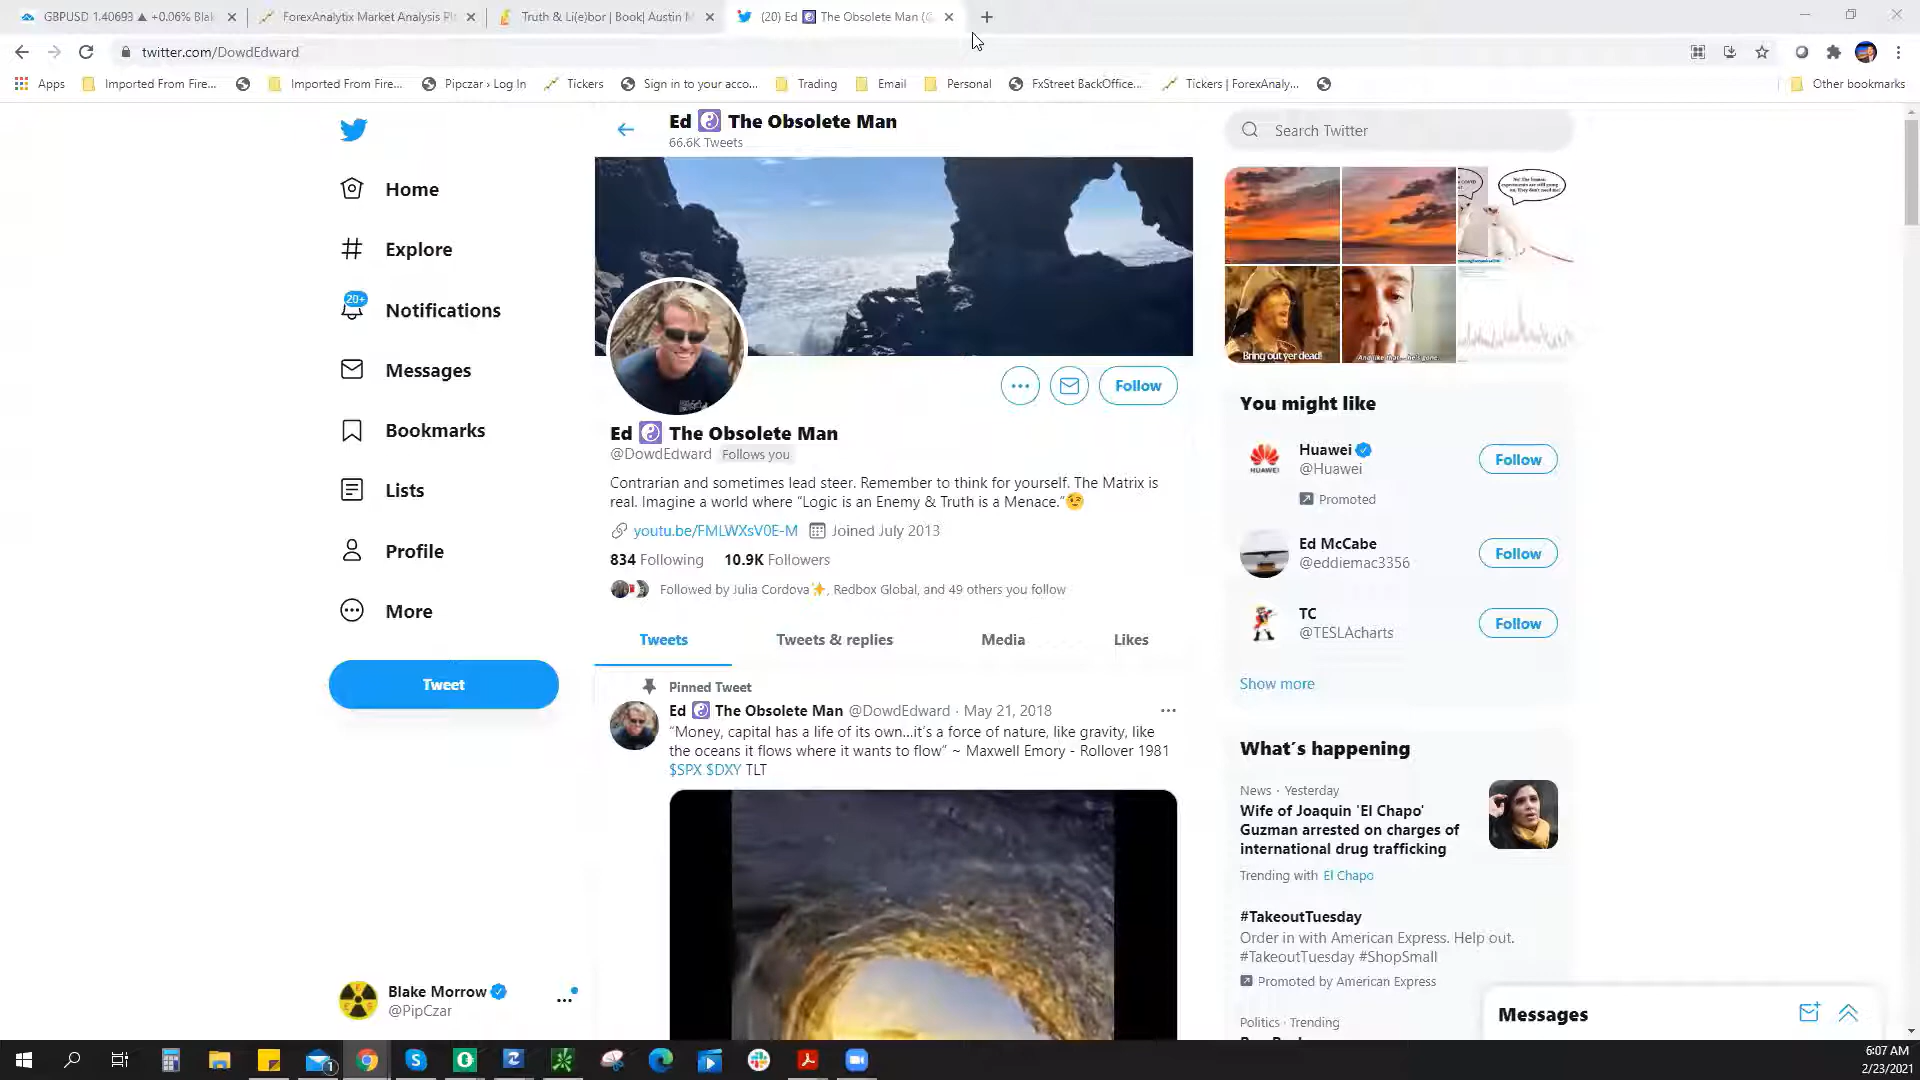 GBPUSD 1.40693 ▲ +0.06% Bla
ForexAnalytix Market Analysis Pl
Truth & Li(e)bor | Book| Austin M
(20) Ed ☯ The Obsolete Man (
twitter.com/DowdEdward
Apps
Imported From Fire...
Imported From Fire...
Pipczar › Log In
Tickers
Sign in to your acco...
Trading
Email
Personal
FxStreet BackOffice...
Tickers | ForexAnaly...
Other bookmarks
Ed ☯ The Obsolete Man
66.6K Tweets
Home
Explore
20+
Notifications
Messages
Bookmarks
Lists
Profile
More
Tweet
Blake Morrow
@PipCzar
Follow
Ed ☯ The Obsolete Man
@DowdEdward Follows you
Contrarian and sometimes lead steer. Remember to think for yourself. The Matrix is
real. Imagine a world where “Logic is an Enemy & Truth is a Menace.”😉
youtu.be/FMLWXsV0E-M Joined July 2013
834 Following 10.9K Followers
Followed by Julia Cordova✨, Redbox Global, and 49 others you follow
Tweets Tweets & replies Media Likes
Pinned Tweet
Ed ☯ The Obsolete Man @DowdEdward · May 21, 2018
“Money, capital has a life of its own...it’s a force of nature, like gravity, like
the oceans it flows where it wants to flow” ~ Maxwell Emory - Rollover 1981
$SPX $DXY TLT
Search Twitter
Bring out yer dead!
And like that... he's gone.
You might like
Huawei
HUAWEI
@Huawei
Promoted
Follow
Ed McCabe
@eddiemac3356
Follow
TC
@TESLAcharts
Follow
Show more
What's happening
News · Yesterday
Wife of Joaquin 'El Chapo'
Guzman arrested on charges of
international drug trafficking
Trending with El Chapo
#TakeoutTuesday
Order in with American Express. Help out.
#TakeoutTuesday #ShopSmall
Promoted by American Express
Politics · Trending
Messages
1
6:07 AM
2/23/2021